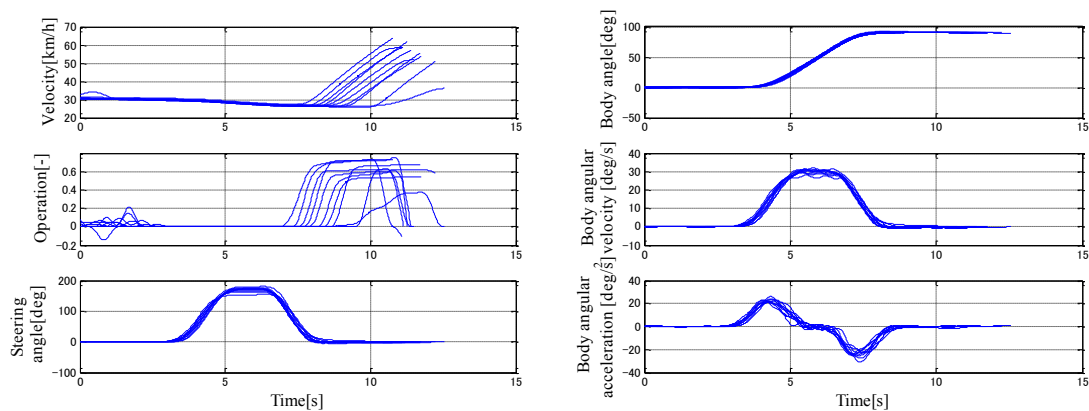 Velocity[km/h]
70
60
50
40
30
20
0 5 10 15
Operation[-]
0.6
0.4
0.2
0
−0.2
0 5 10 15
Steering
angle[deg]
200
100
0
−100
0 5 10 15
Time[s]
Body angle[deg]
100
50
0
−50
0 5 10 15
Body angular
velocity [deg/s]
40
30
20
10
0
−10
0 5 10 15
Body angular
acceleration [deg/s²]
40
20
0
−20
−40
0 5 10 15
Time[s]